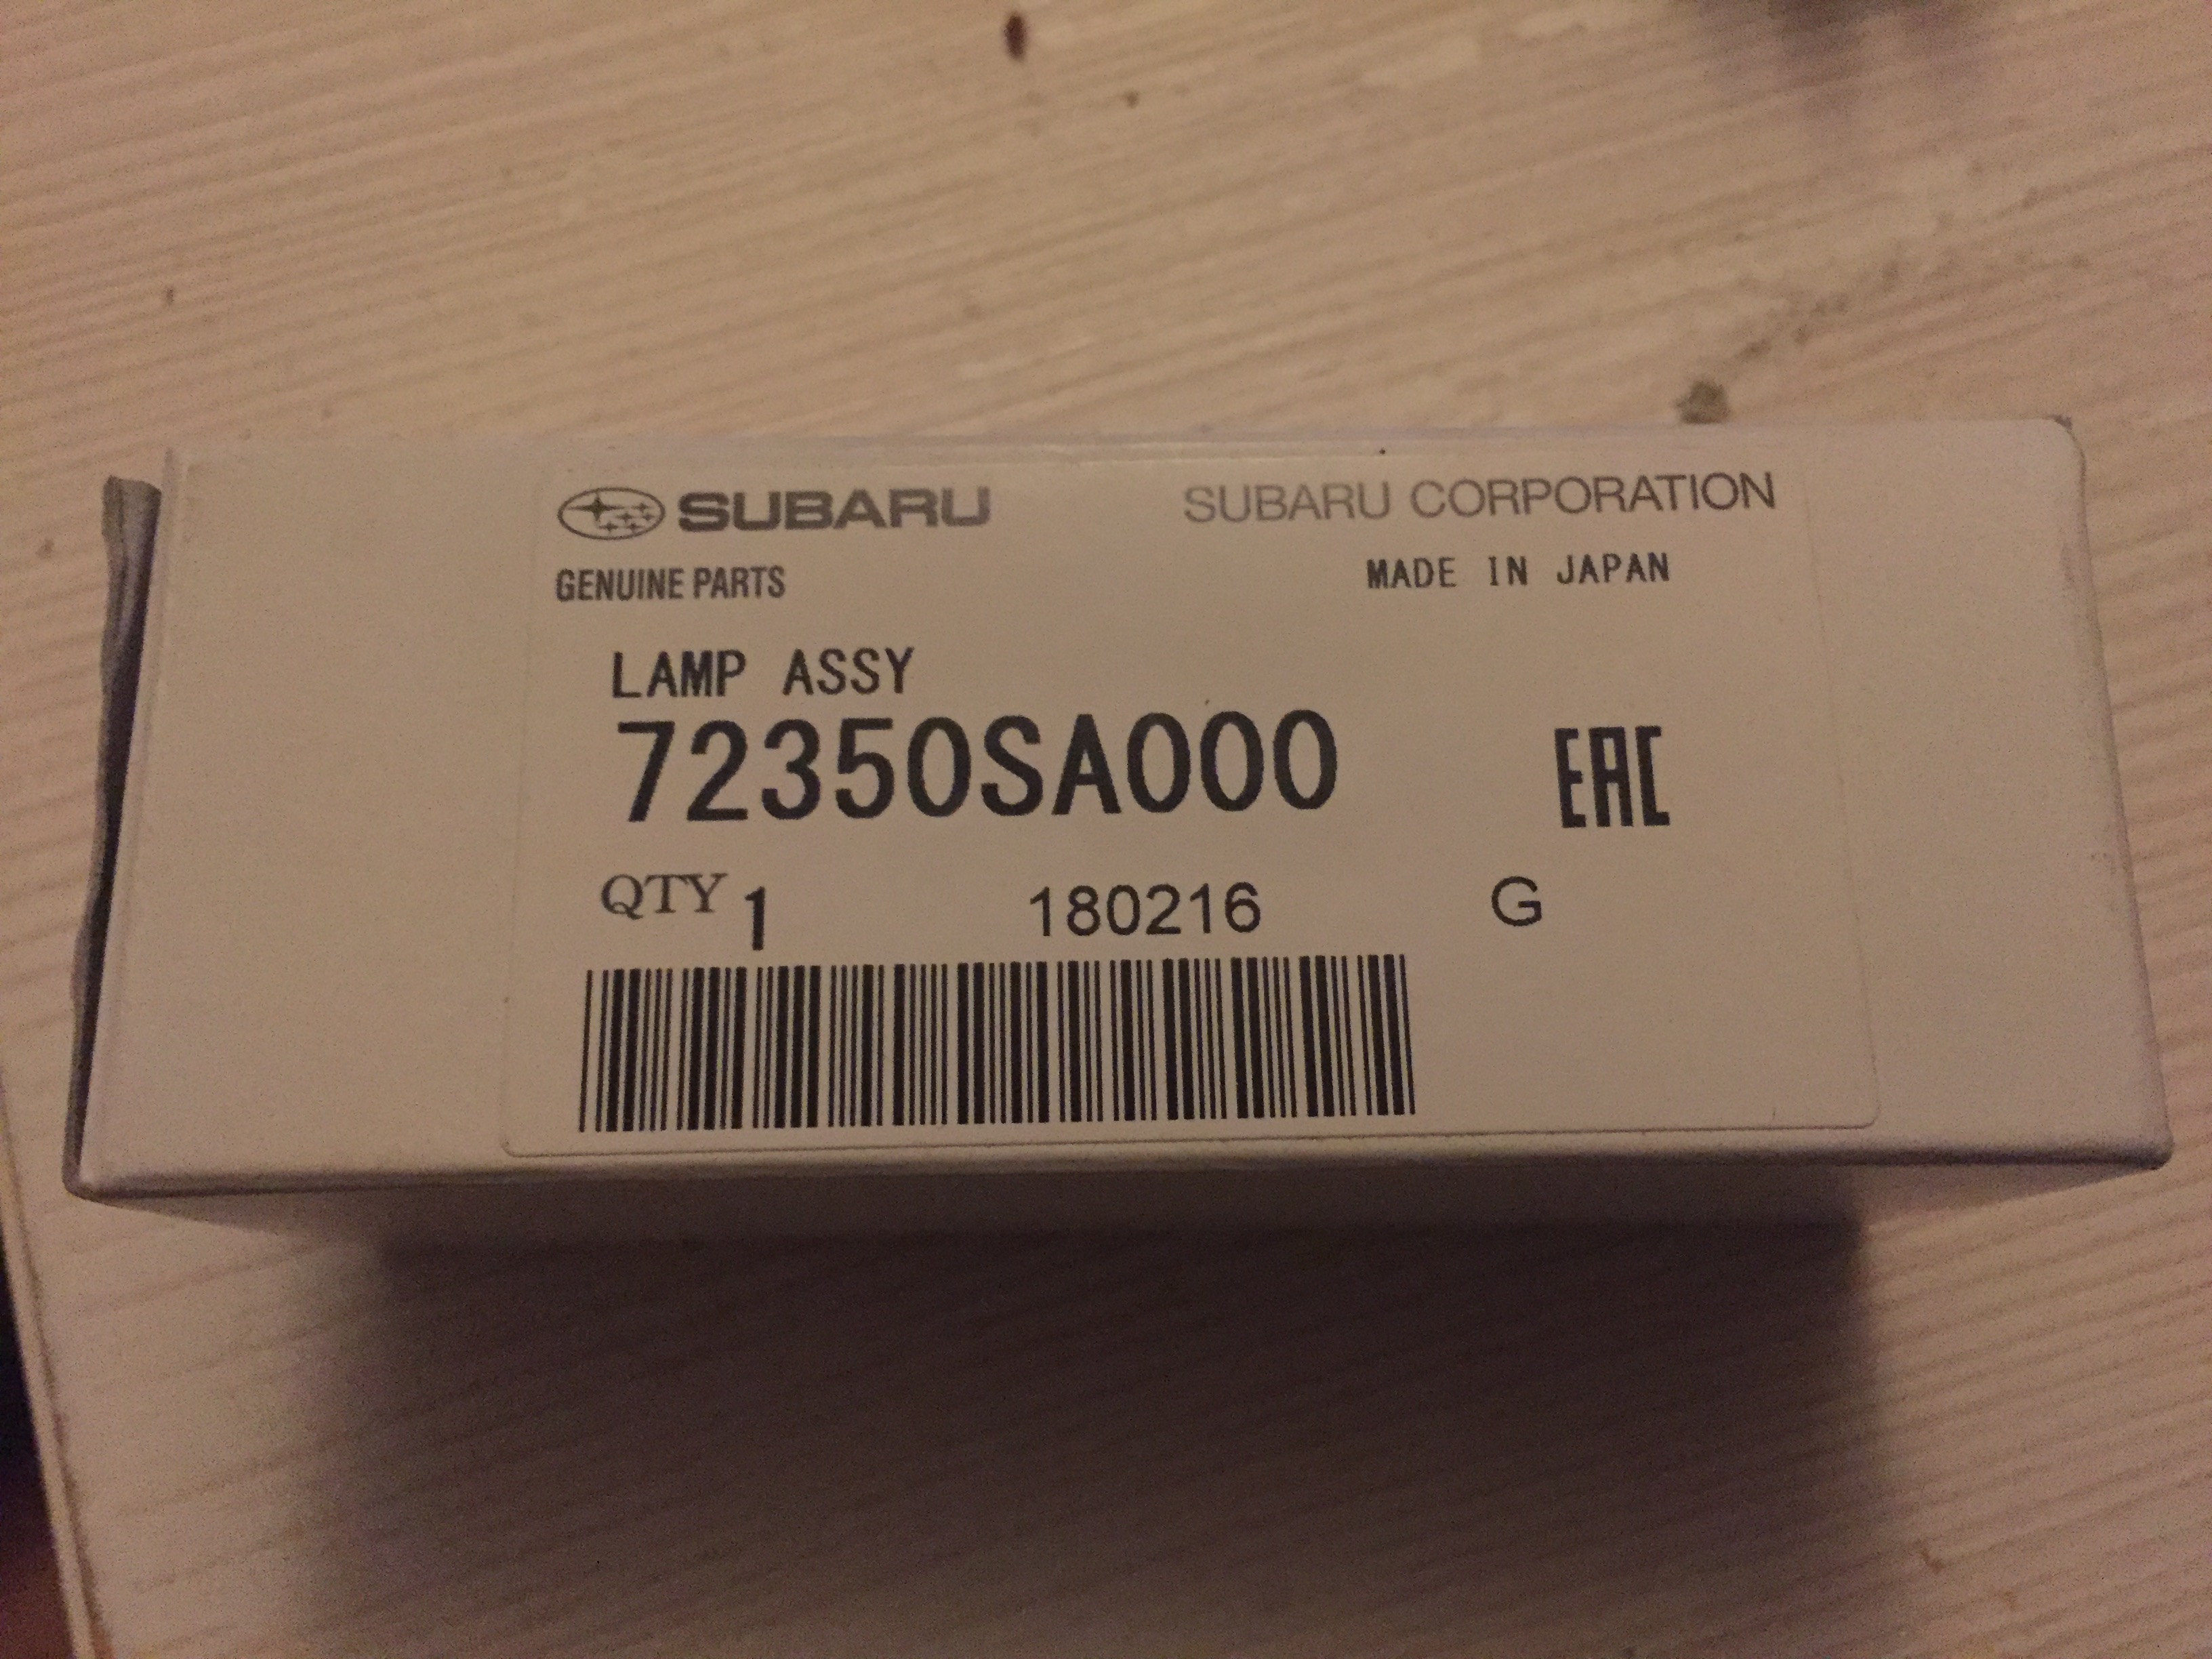 SUBARU SUBARU CORPORATION
GENUINE PARTS MADE IN JAPAN
LAMP ASSY
72350SA000 EAC
QTY 1 180216 G